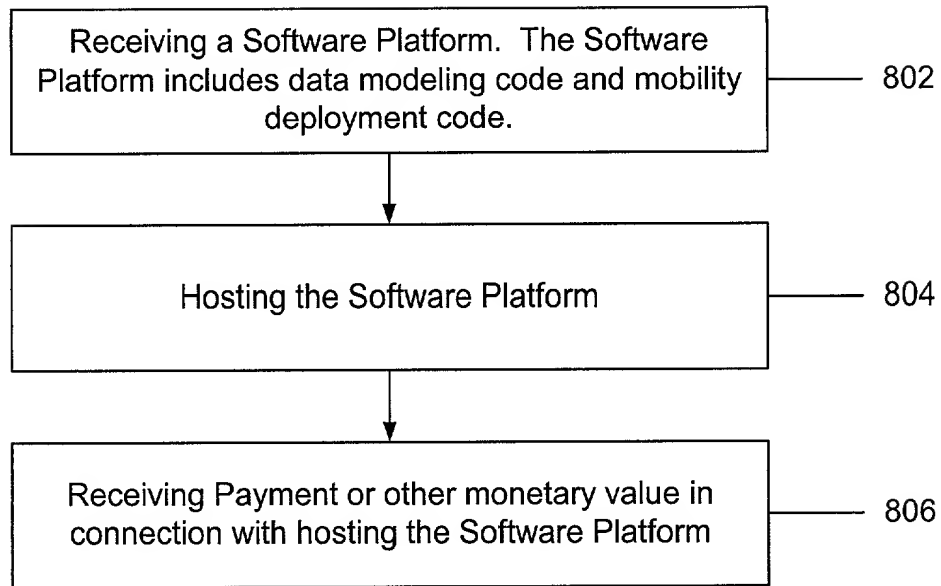 Receiving a Software Platform. The Software
Platform includes data modeling code and mobility
deployment code.
802
Hosting the Software Platform
804
Receiving Payment or other monetary value in
connection with hosting the Software Platform
806